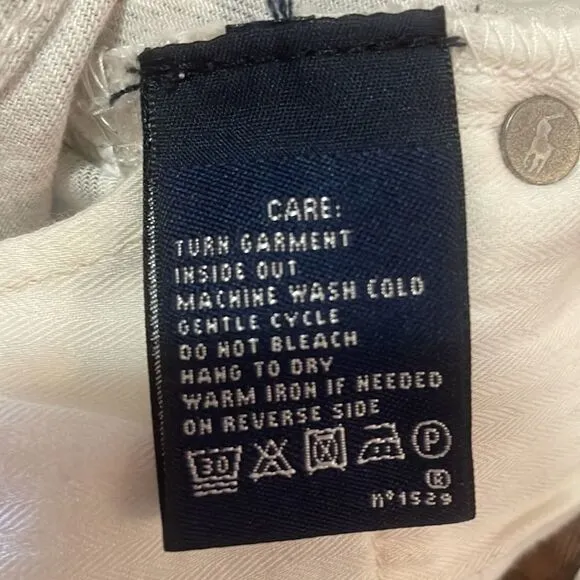 CARE:
TURN GARMENT
INSIDE OUT
MACHINE WASH COLD
GENTLE CYCLE
DO NOT BLEACH
HANG TO DRY
WARM IRON IF NEEDED
ON REVERSE SIDE
30 P
®
nº1529